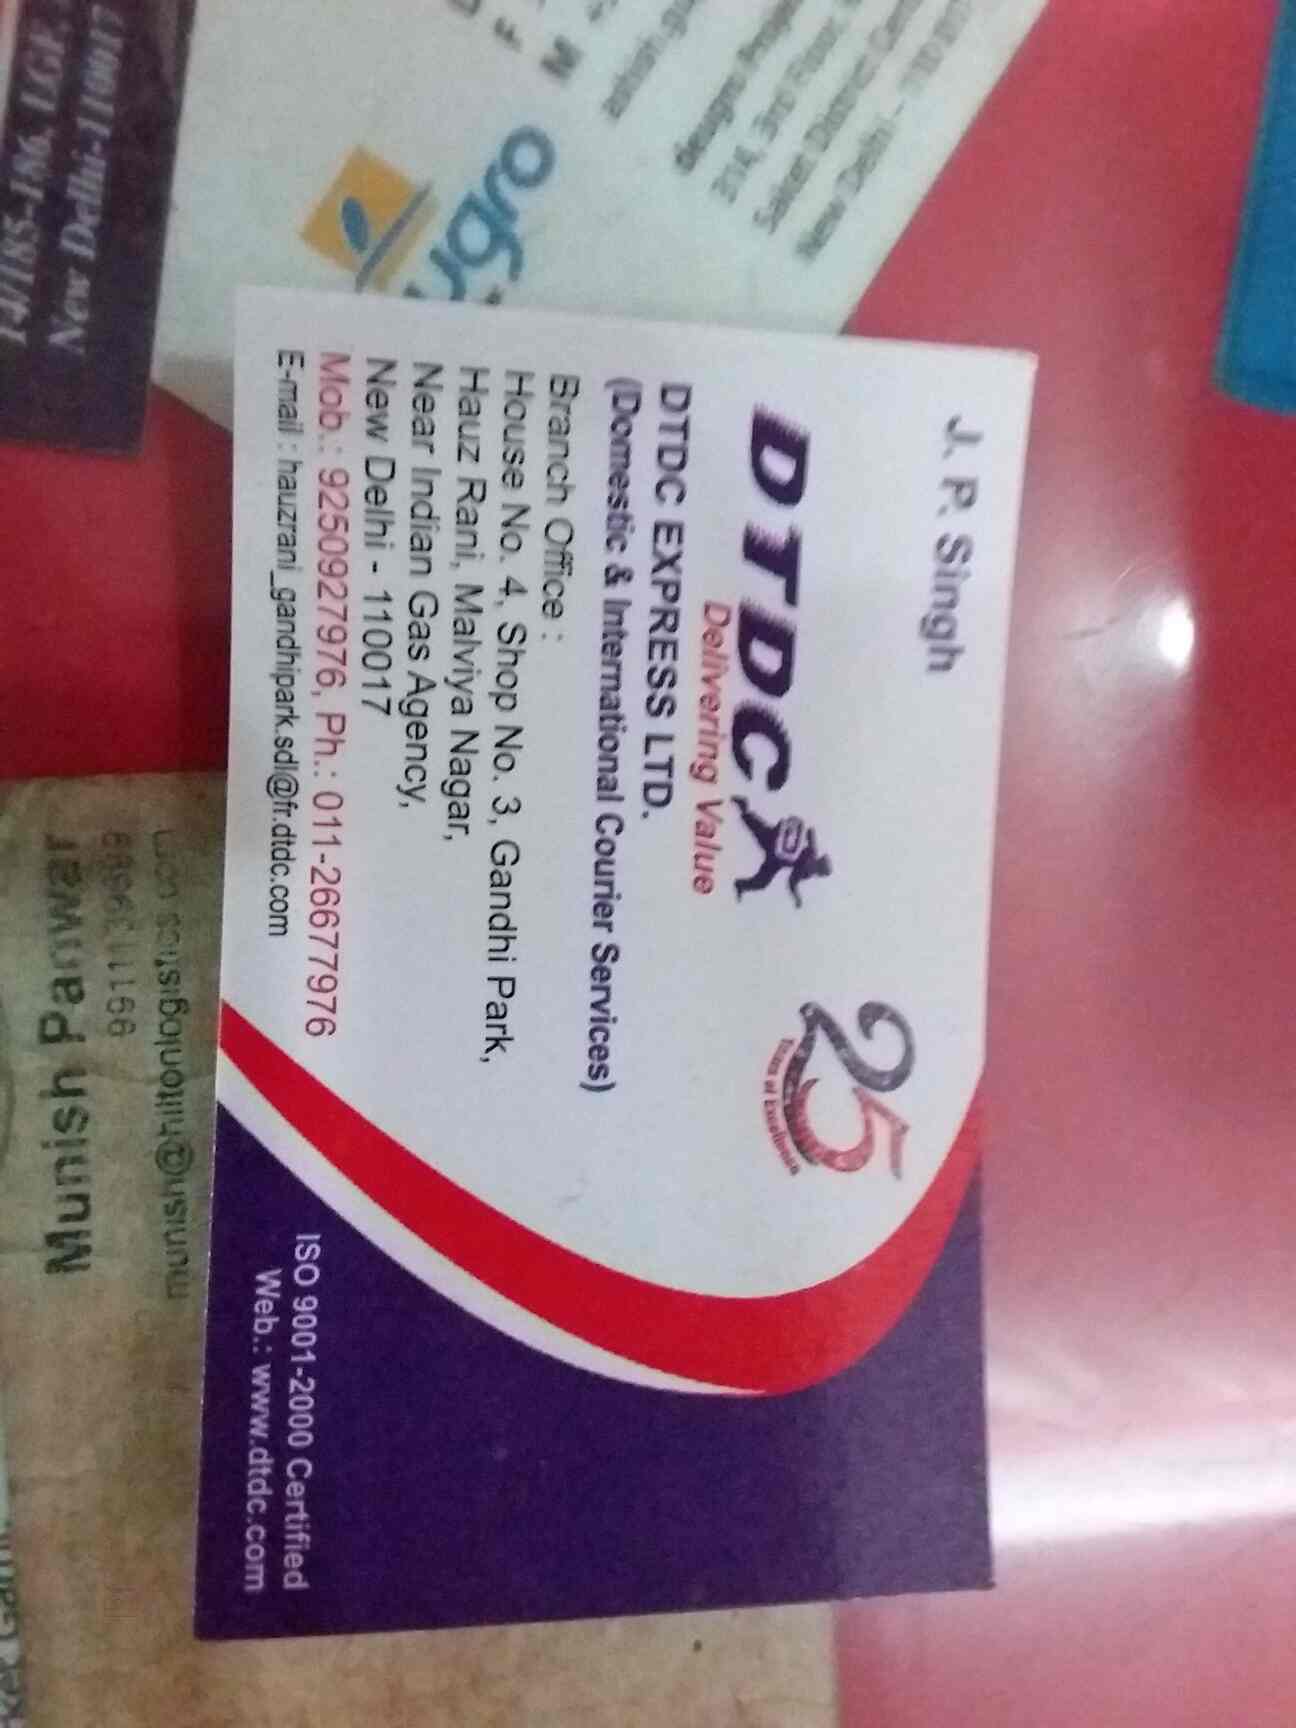 J. P. Singh
DTDC
Delivering Value
25
Years of Excellence
DTDC EXPRESS LTD.
(Domestic & International Courier Services)
Branch Office :
House No. 4, Shop No. 3, Gandhi Park,
Hauz Rani, Malviya Nagar,
Near Indian Gas Agency,
New Delhi - 110017
Mob.: 9250927976, Ph.: 011-26677976
E-mail : hauzrani_gandhipark.sdl@fr.dtdc.com
ISO 9001-2000 Certified
Web.: www.dtdc.com
New Delhi-110017
Munish Panwar